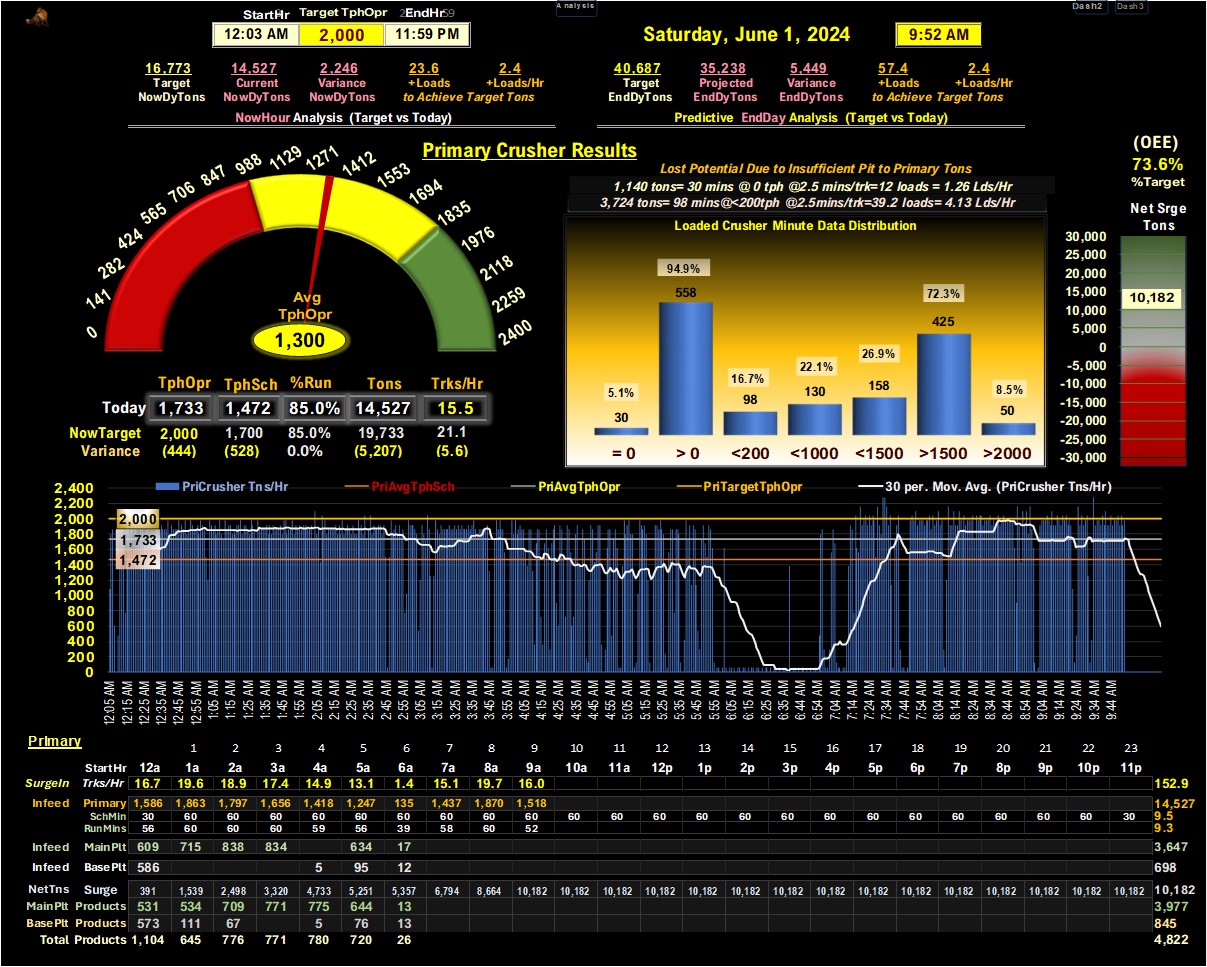 Analysis
Dash2 Dash3
StartHr Target TphOpr EndHr
12:03 AM 2,000 11:59 PM
Saturday, June 1, 2024 9:52 AM
16,773 14,527 2,246 23.6 2.4
Target Current Variance +Loads +Loads/Hr
NowDyTons NowDyTons NowDyTons to Achieve Target Tons
NowHour Analysis (Target vs Today)
40,687 35,238 5,449 57.4 2.4
Target Projected Variance +Loads +Loads/Hr
EndDyTons EndDyTons EndDyTons to Achieve Target Tons
Predictive EndDay Analysis (Target vs Today)
Primary Crusher Results
0 141 282 424 565 706 847 988 1129 1271 1412 1553 1694 1835 1976 2118 2259 2400
Avg
TphOpr
1,300
TphOpr TphSch %Run Tons Trks/Hr
Today 1,733 1,472 85.0% 14,527 15.5
NowTarget 2,000 1,700 85.0% 19,733 21.1
Variance (444) (528) 0.0% (5,207) (5.6)
Lost Potential Due to Insufficient Pit to Primary Tons
1,140 tons= 30 mins @ 0 tph @2.5 mins/trk=12 loads = 1.26 Lds/Hr
3,724 tons= 98 mins@<200tph @2.5mins/trk=39.2 loads= 4.13 Lds/Hr
Loaded Crusher Minute Data Distribution
5.1% 94.9% 16.7% 22.1% 26.9% 72.3% 8.5%
30 558 98 130 158 425 50
= 0 > 0 <200 <1000 <1500 >1500 >2000
(OEE)
73.6%
%Target
Net Srge
Tons
30,000
25,000
20,000
15,000
10,182
10,000
5,000
0
-5,000
-10,000
-15,000
-20,000
-25,000
-30,000
PriCrusher Tns/Hr PriAvgTphSch PriAvgTphOpr PriTargetTphOpr 30 per. Mov. Avg. (PriCrusher Tns/Hr)
2,400
2,200
2,000 2,000
1,800 1,733
1,600
1,400 1,472
1,200
1,000
800
600
400
200
0
12:05 AM 12:15 AM 12:25 AM 12:35 AM 12:45 AM 12:55 AM 1:05 AM 1:15 AM 1:25 AM 1:35 AM 1:45 AM 1:55 AM 2:05 AM 2:15 AM 2:25 AM 2:35 AM 2:45 AM 2:55 AM 3:05 AM 3:15 AM 3:25 AM 3:35 AM 3:45 AM 3:55 AM 4:05 AM 4:15 AM 4:25 AM 4:35 AM 4:45 AM 4:55 AM 5:05 AM 5:15 AM 5:25 AM 5:35 AM 5:45 AM 5:55 AM 6:05 AM 6:15 AM 6:25 AM 6:34 AM 6:44 AM 6:54 AM 7:04 AM 7:14 AM 7:24 AM 7:34 AM 7:44 AM 7:54 AM 8:04 AM 8:14 AM 8:24 AM 8:34 AM 8:44 AM 8:54 AM 9:04 AM 9:14 AM 9:24 AM 9:34 AM 9:44 AM
Primary
1 2 3 4 5 6 7 8 9 10 11 12 13 14 15 16 17 18 19 20 21 22 23
StartHr 12a 1a 2a 3a 4a 5a 6a 7a 8a 9a 10a 11a 12p 1p 2p 3p 4p 5p 6p 7p 8p 9p 10p 11p
SurgeIn Trks/Hr 16.7 19.6 18.9 17.4 14.9 13.1 1.4 15.1 19.7 16.0 152.9
Infeed Primary 1,586 1,863 1,797 1,656 1,418 1,247 135 1,437 1,870 1,518 14,527
SchMin 30 60 60 60 60 60 60 60 60 60 60 60 60 60 60 60 60 60 60 60 60 60 60 30 9.5
RunMins 56 60 60 60 59 56 39 58 60 52 9.3
Infeed MainPlt 609 715 838 834 634 17 3,647
Infeed BasePlt 586 5 95 12 698
NetTns Surge 391 1,539 2,498 3,320 4,733 5,251 5,357 6,794 8,664 10,182 10,182 10,182 10,182 10,182 10,182 10,182 10,182 10,182 10,182 10,182 10,182 10,182 10,182 10,182 10,182
MainPlt Products 531 534 709 771 775 644 13 3,977
BasePlt Products 573 111 67 5 76 13 845
Total Products 1,104 645 776 771 780 720 26 4,822